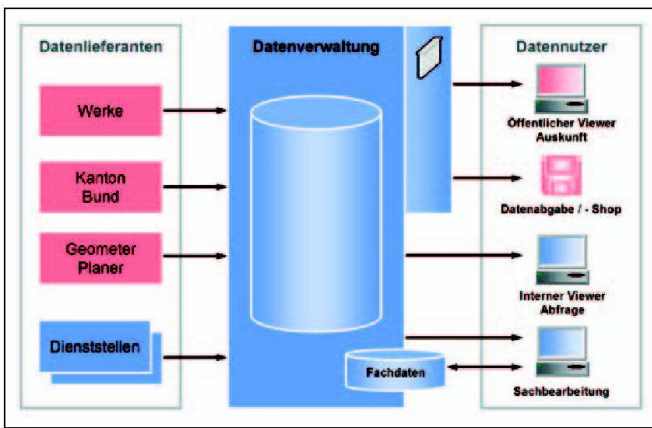 Datenlieferanten
Werke
Kanton
Bund
Geometer
Planer
Dienststellen
Datenverwaltung
Fachdaten
Datennutzer
Öffentlicher Viewer
Auskunft
Datenabgabe / - Shop
Interner Viewer
Abfrage
Sachbearbeitung